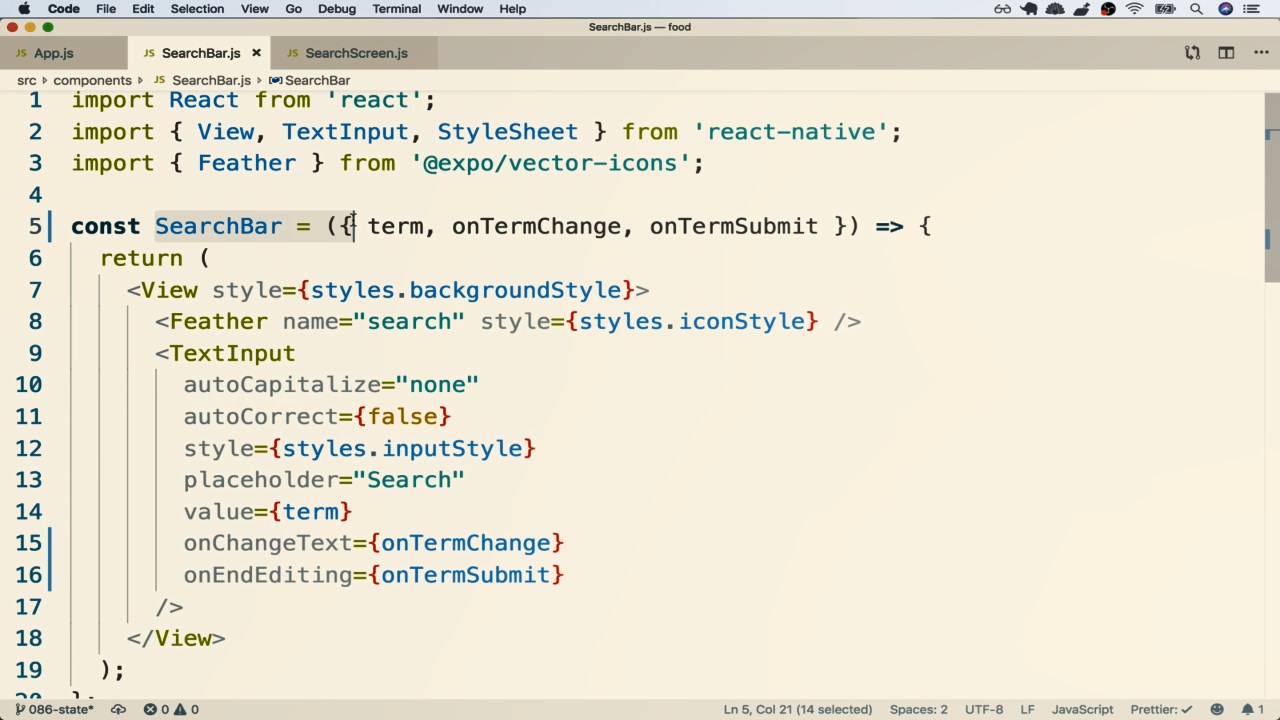 Code File Edit Selection View Go Debug Terminal Window Help
SearchBar.js — food
JS App.js JS SearchBar.js × JS SearchScreen.js
src components JS SearchBar.js SearchBar
1 import React from 'react';
2 import { View, TextInput, StyleSheet } from 'react-native';
3 import { Feather } from '@expo/vector-icons';
4
5 const SearchBar = ({ term, onTermChange, onTermSubmit }) => {
6 return (
7 <View style={styles.backgroundStyle}>
8 <Feather name="search" style={styles.iconStyle} />
9 <TextInput
10 autoCapitalize="none"
11 autoCorrect={false}
12 style={styles.inputStyle}
13 placeholder="Search"
14 value={term}
15 onChangeText={onTermChange}
16 onEndEditing={onTermSubmit}
17 />
18 </View>
19 );
20 };
086-state* 0 0 Ln 5, Col 21 (14 selected) Spaces: 2 UTF-8 LF JavaScript Prettier: ✓ 1